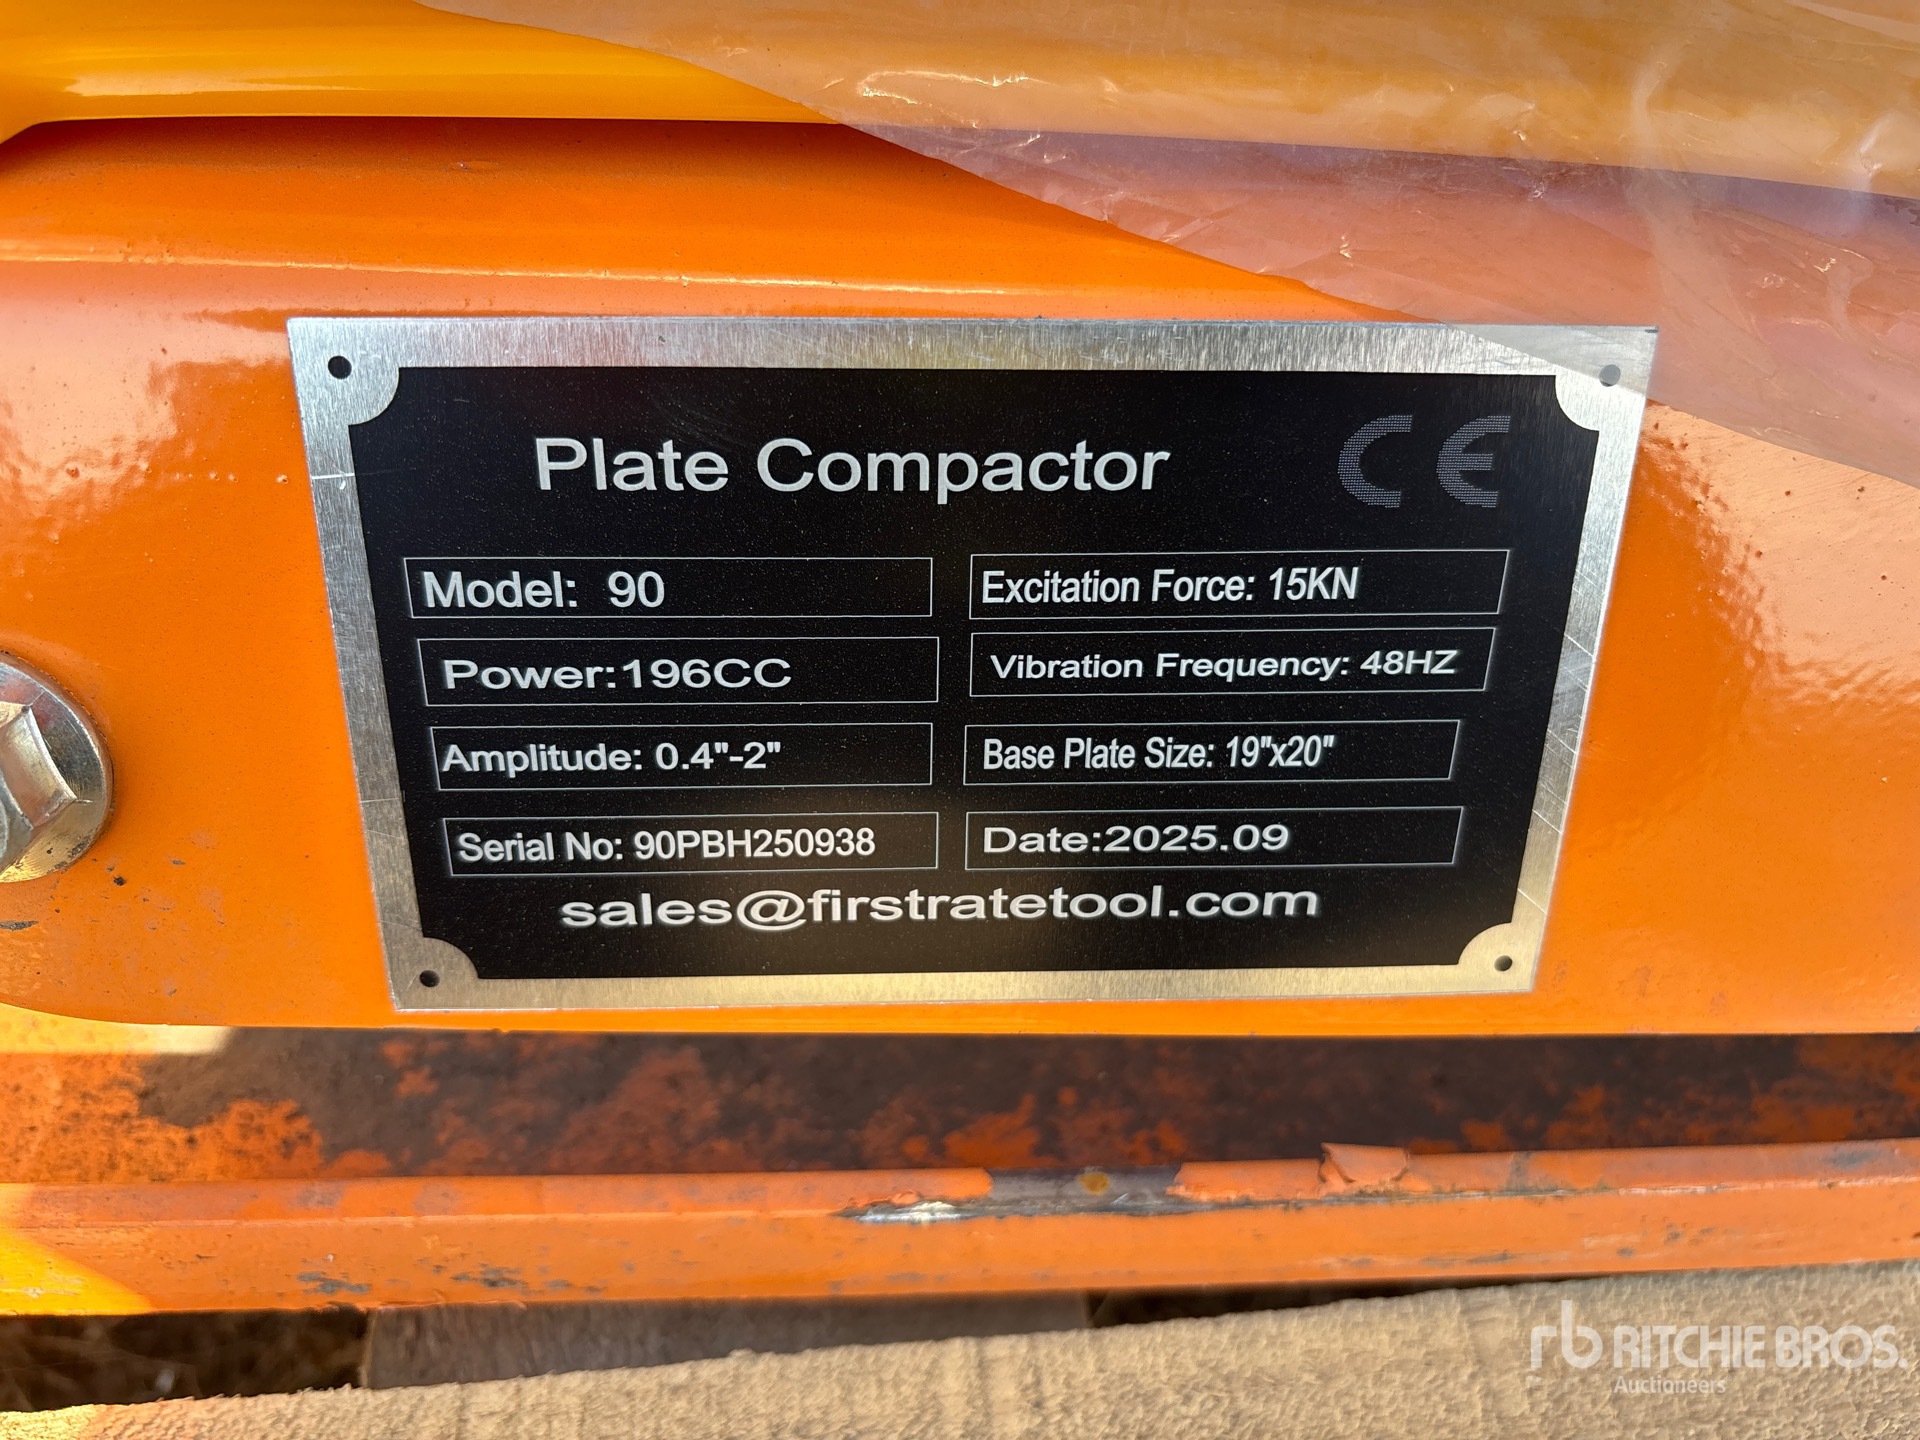 Plate Compactor CE
Model: 90
Excitation Force: 15KN
Power:196CC
Vibration Frequency: 48HZ
Amplitude: 0.4"-2"
Base Plate Size: 19"x20"
Serial No: 90PBH250938
Date:2025.09
sales@firstratetool.com
rb RITCHIE BROS.
Auctioneers